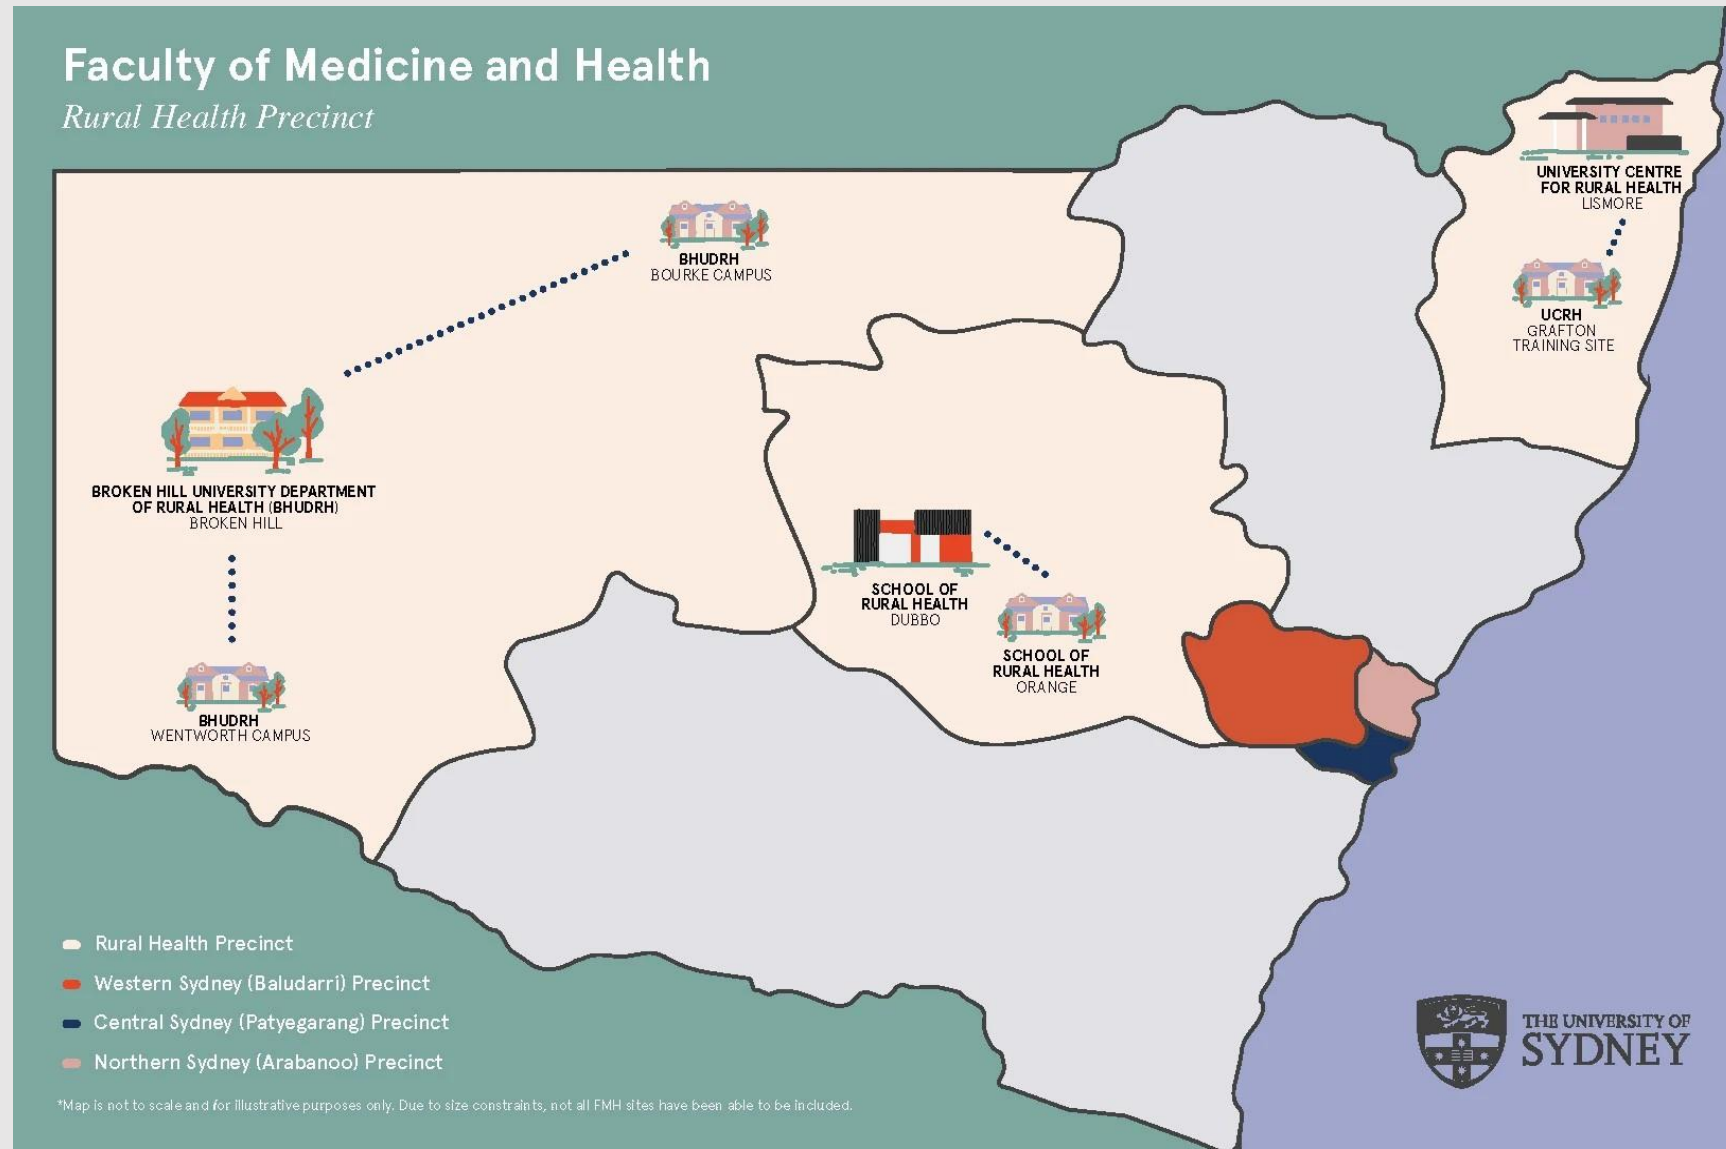 Faculty of Medicine and Health
Rural Health Precinct
UNIVERSITY CENTRE
FOR RURAL HEALTH
LISMORE
BHUDRH
BOURKE CAMPUS
UCRH
GRAFTON
TRAINING SITE
BROKEN HILL UNIVERSITY DEPARTMENT
OF RURAL HEALTH (BHUDRH)
BROKEN HILL
SCHOOL OF
RURAL HEALTH
DUBBO
SCHOOL OF
RURAL HEALTH
ORANGE
BHUDRH
WENTWORTH CAMPUS
Rural Health Precinct
Western Sydney (Baludarri) Precinct
Central Sydney (Patyegarang) Precinct
Northern Sydney (Arabanoo) Precinct
*Map is not to scale and for illustrative purposes only. Due to size constraints, not all FMH sites have been able to be included.
THE UNIVERSITY OF
SYDNEY